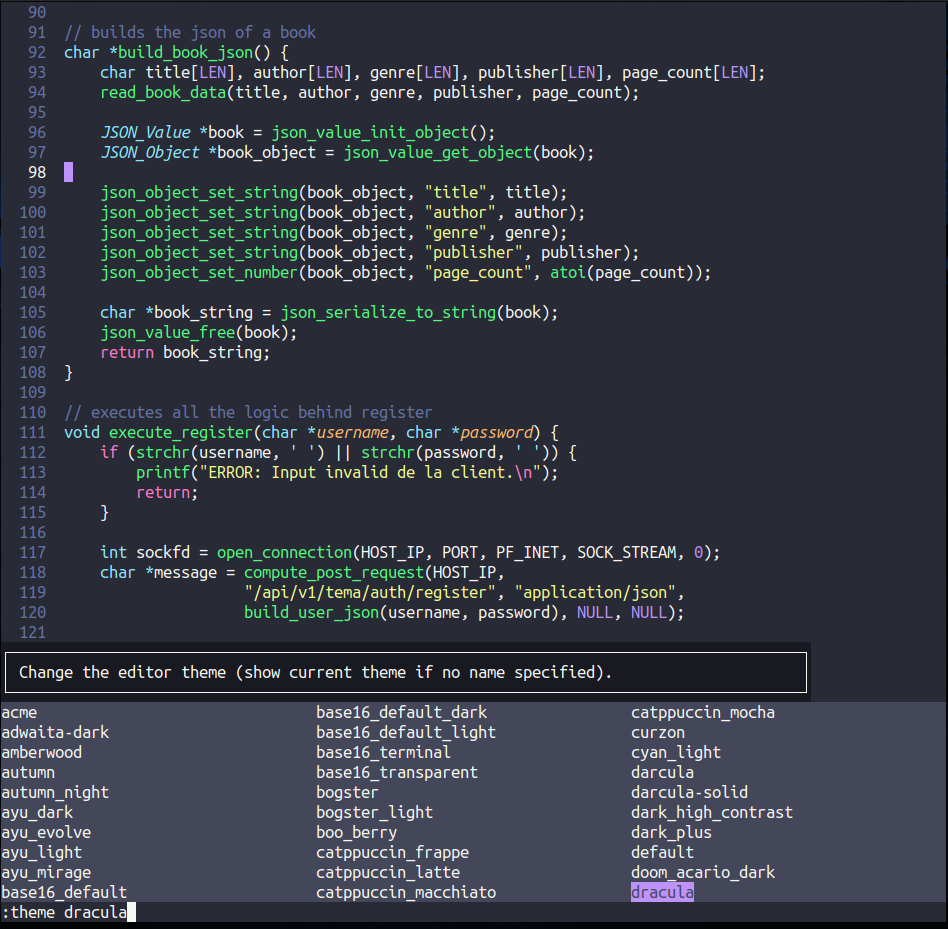 90
91 // builds the json of a book
92 char *build_book_json() {
93     char title[LEN], author[LEN], genre[LEN], publisher[LEN], page_count[LEN];
94     read_book_data(title, author, genre, publisher, page_count);
95
96     JSON_Value *book = json_value_init_object();
97     JSON_Object *book_object = json_value_get_object(book);
98
99     json_object_set_string(book_object, "title", title);
100     json_object_set_string(book_object, "author", author);
101     json_object_set_string(book_object, "genre", genre);
102     json_object_set_string(book_object, "publisher", publisher);
103     json_object_set_number(book_object, "page_count", atoi(page_count));
104
105     char *book_string = json_serialize_to_string(book);
106     json_value_free(book);
107     return book_string;
108 }
109
110 // executes all the logic behind register
111 void execute_register(char *username, char *password) {
112     if (strchr(username, ' ') || strchr(password, ' ')) {
113         printf("ERROR: Input invalid de la client.\n");
114         return;
115     }
116
117     int sockfd = open_connection(HOST_IP, PORT, PF_INET, SOCK_STREAM, 0);
118     char *message = compute_post_request(HOST_IP,
119                     "/api/v1/tema/auth/register", "application/json",
120                     build_user_json(username, password), NULL, NULL);
121
Change the editor theme (show current theme if no name specified).
acme base16_default_dark catppuccin_mocha
adwaita-dark base16_default_light curzon
amberwood base16_terminal cyan_light
autumn base16_transparent darcula
autumn_night bogster darcula-solid
ayu_dark bogster_light dark_high_contrast
ayu_evolve boo_berry dark_plus
ayu_light catppuccin_frappe default
ayu_mirage catppuccin_latte doom_acario_dark
base16_default catppuccin_macchiato dracula
:theme dracula